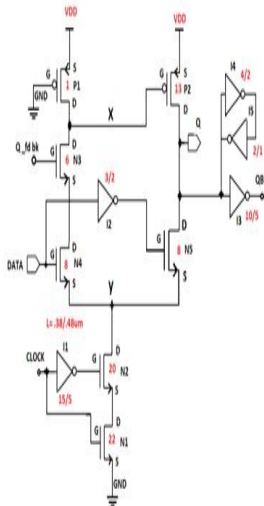 VDD
VDD
S
1 P1
G
GND
D
S
13 P2
G
D
I4
4/2
I5
2/1
X
Q
Q_fd bk
D
G
6 N3
S
3/2
I2
QB
I3
10/5
D
DATA
G
8 N4
S
D
G
8 N5
S
L= .38/.48um
Y
D
CLOCK
I1
G
20 N2
15/5
S
D
G
22 N1
S
GND